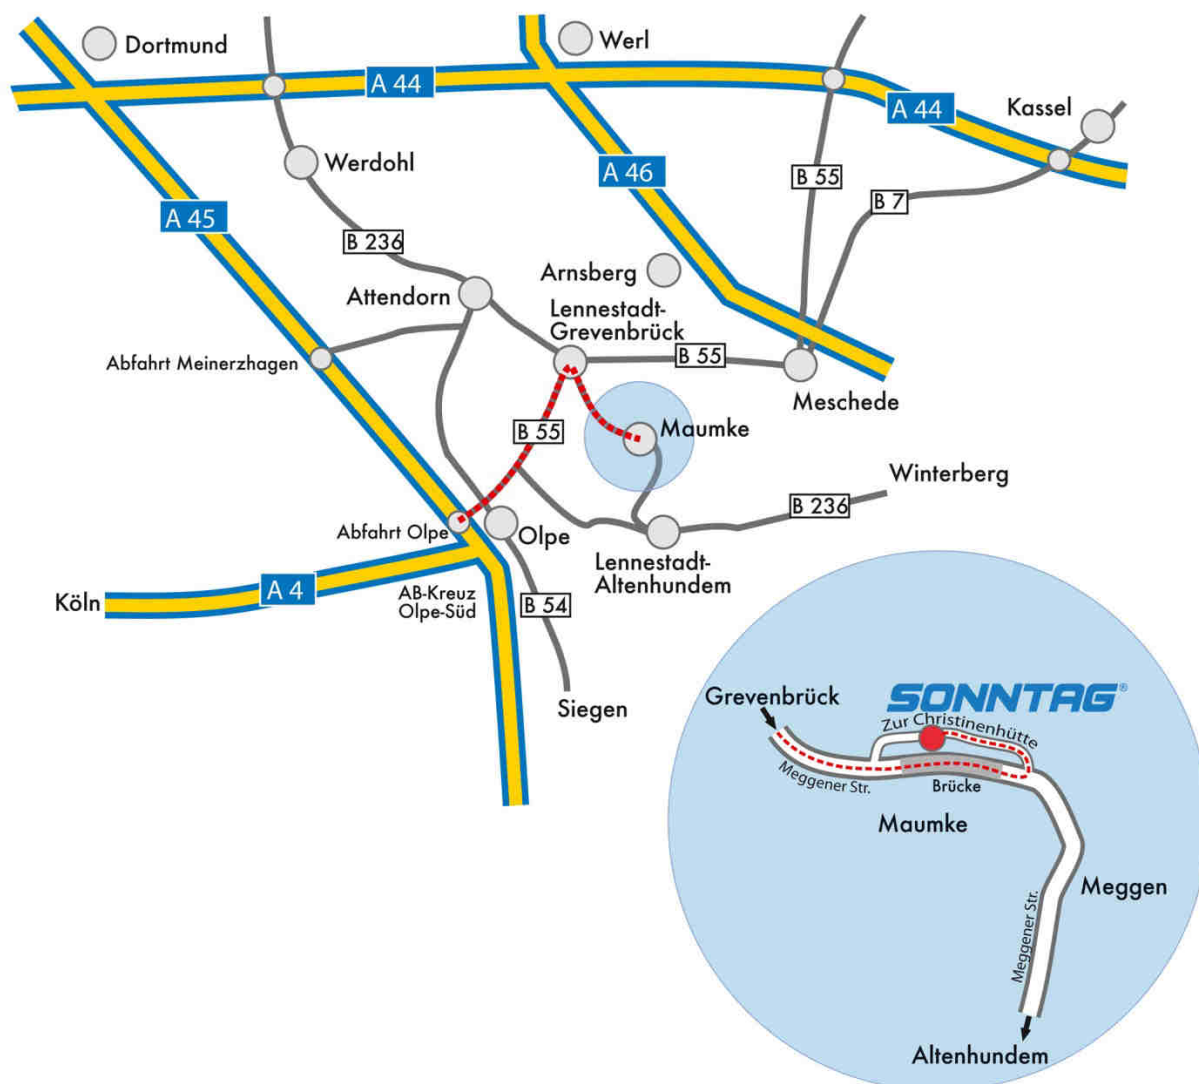 Dortmund
Werl
A 44
A 44
Kassel
Werdohl
A 46
B 55
B 7
A 45
B 236
Arnsberg
Attendorn
Lennestadt-
Grevenbrück
Abfahrt Meinerzhagen
B 55
Meschede
Maumke
B 55
Winterberg
B 236
Abfahrt Olpe
Olpe
Lennestadt-
Altenhundem
Köln
A 4
AB-Kreuz
Olpe-Süd
B 54
Siegen
Grevenbrück
SONNTAG®
Zur Christinenhütte
Meggener Str.
Brücke
Maumke
Meggen
Meggener Str.
Altenhundem